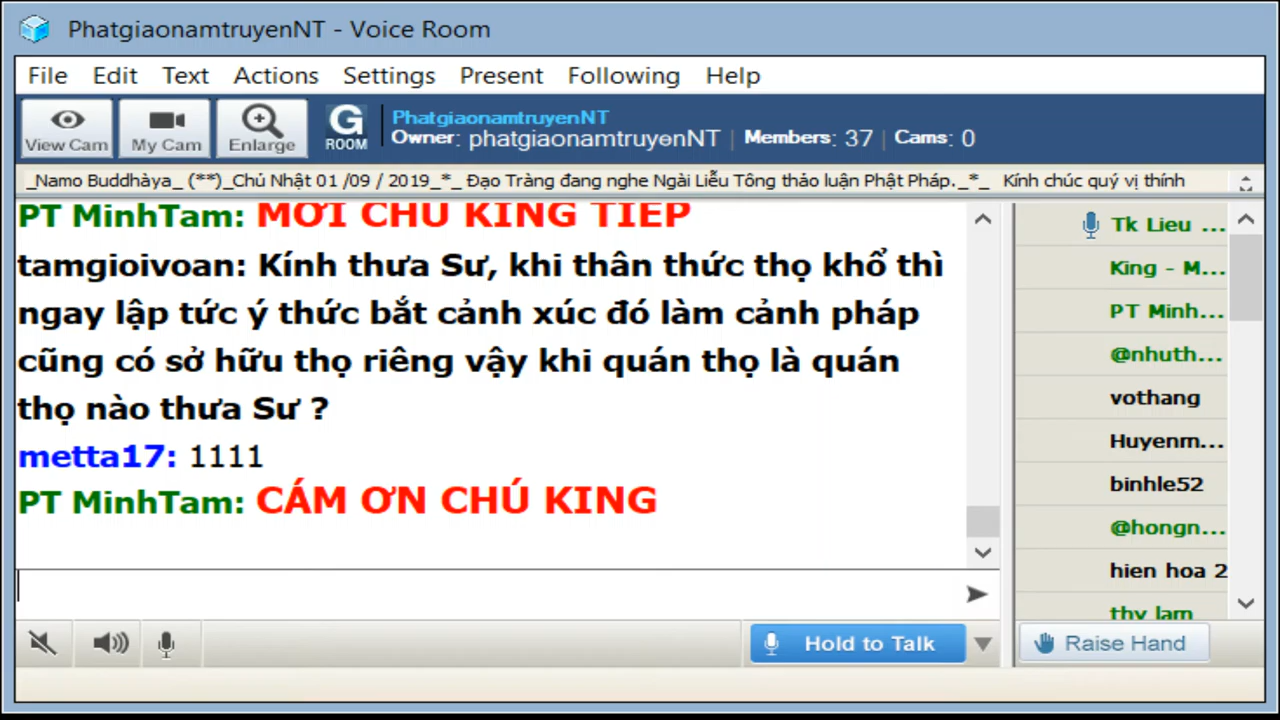 PhatgiaonamtruyenNT - Voice Room
File Edit Text Actions Settings Present Following Help
View Cam My Cam Enlarge G ROOM
PhatgiaonamtruyenNT
Owner: phatgiaonamtruyenNT | Members: 37 | Cams: 0
_Namo Buddhàya_ (**)_Chủ Nhật 01 /09 / 2019_*_ Đạo Tràng đang nghe Ngài Liễu Tông thảo luận Phật Pháp._*_ Kính chúc quý vị thính
PT MinhTam: MỜI CHÚ KING TIẾP
tamgioivoan: Kính thưa Sư, khi thân thức thọ khổ thì
ngay lập tức ý thức bắt cảnh xúc đó làm cảnh pháp
cũng có sở hữu thọ riêng vậy khi quán thọ là quán
thọ nào thưa Sư ?
metta17: 1111
PT MinhTam: CÁM ƠN CHÚ KING
Tk Lieu ...
King - M...
PT Minh...
@nhuth...
vothang
Huyenm...
binhle52
@hongn...
hien hoa 2
thy lam
Hold to Talk
Raise Hand